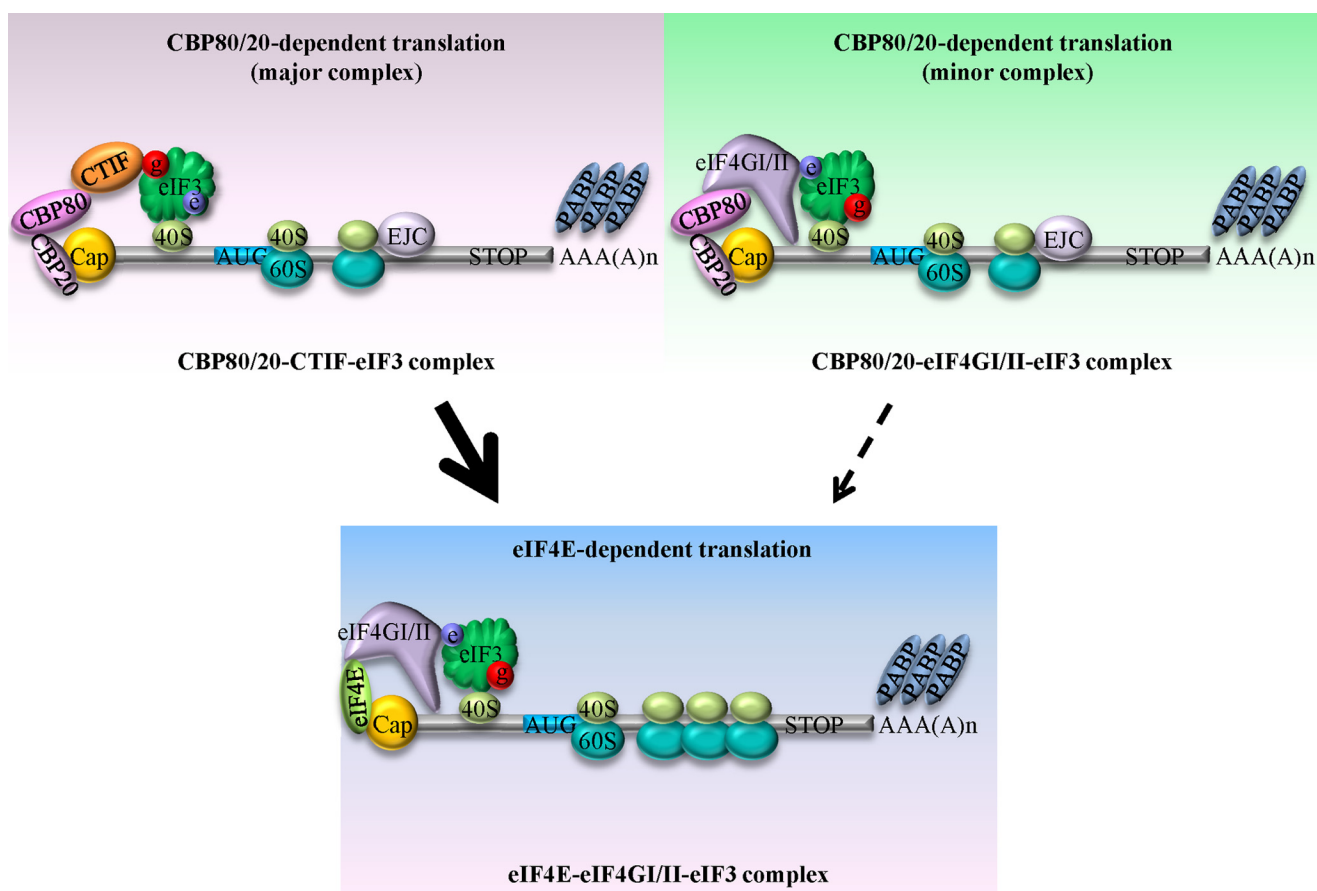 CBP80/20-dependent translation
(major complex)
CTIF
g
eIF3
e
CBP80
CBP20
Cap
40S
AUG
40S
60S
EJC
STOP
PABP
PABP
PABP
AAA(A)n
CBP80/20-CTIF-eIF3 complex
CBP80/20-dependent translation
(minor complex)
eIF4GI/II
e
eIF3
g
CBP80
CBP20
Cap
40S
AUG
40S
60S
EJC
STOP
PABP
PABP
PABP
AAA(A)n
CBP80/20-eIF4GI/II-eIF3 complex
eIF4E-dependent translation
eIF4GI/II
e
eIF3
g
eIF4E
Cap
40S
AUG
40S
60S
STOP
PABP
PABP
PABP
AAA(A)n
eIF4E-eIF4GI/II-eIF3 complex